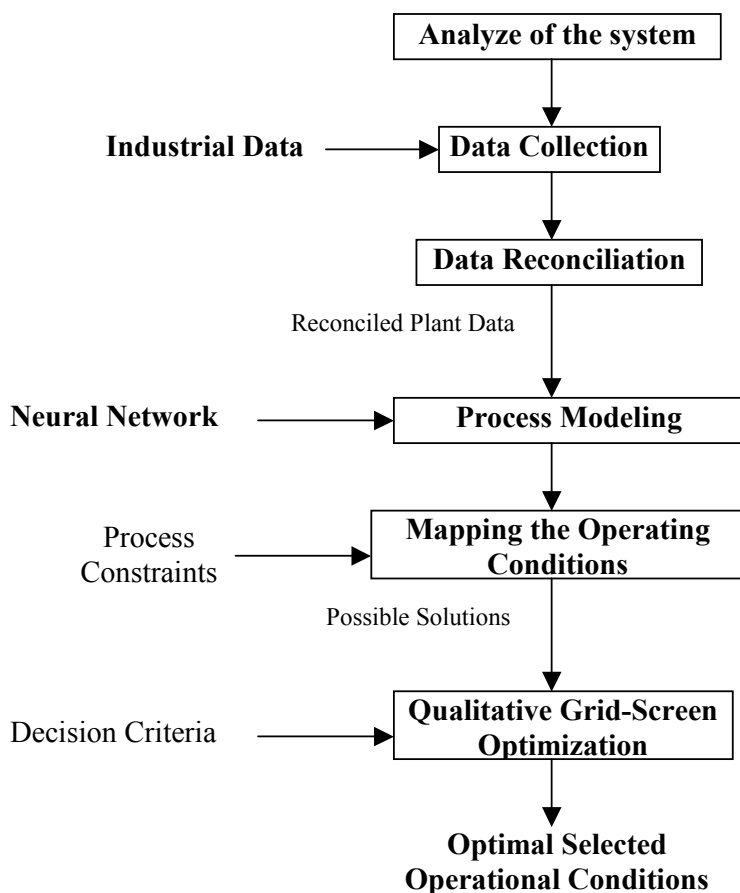 Analyze of the system
Industrial Data
Data Collection
Data Reconciliation
Reconciled Plant Data
Neural Network
Process Modeling
Process
Constraints
Mapping the Operating
Conditions
Possible Solutions
Decision Criteria
Qualitative Grid-Screen
Optimization
Optimal Selected
Operational Conditions